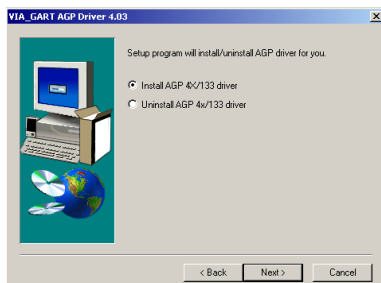 VIA_GART AGP Driver 4.03
Setup program will install/uninstall AGP driver for you.
Install AGP 4X/133 driver
Uninstall AGP 4x/133 driver
< Back
Next >
Cancel